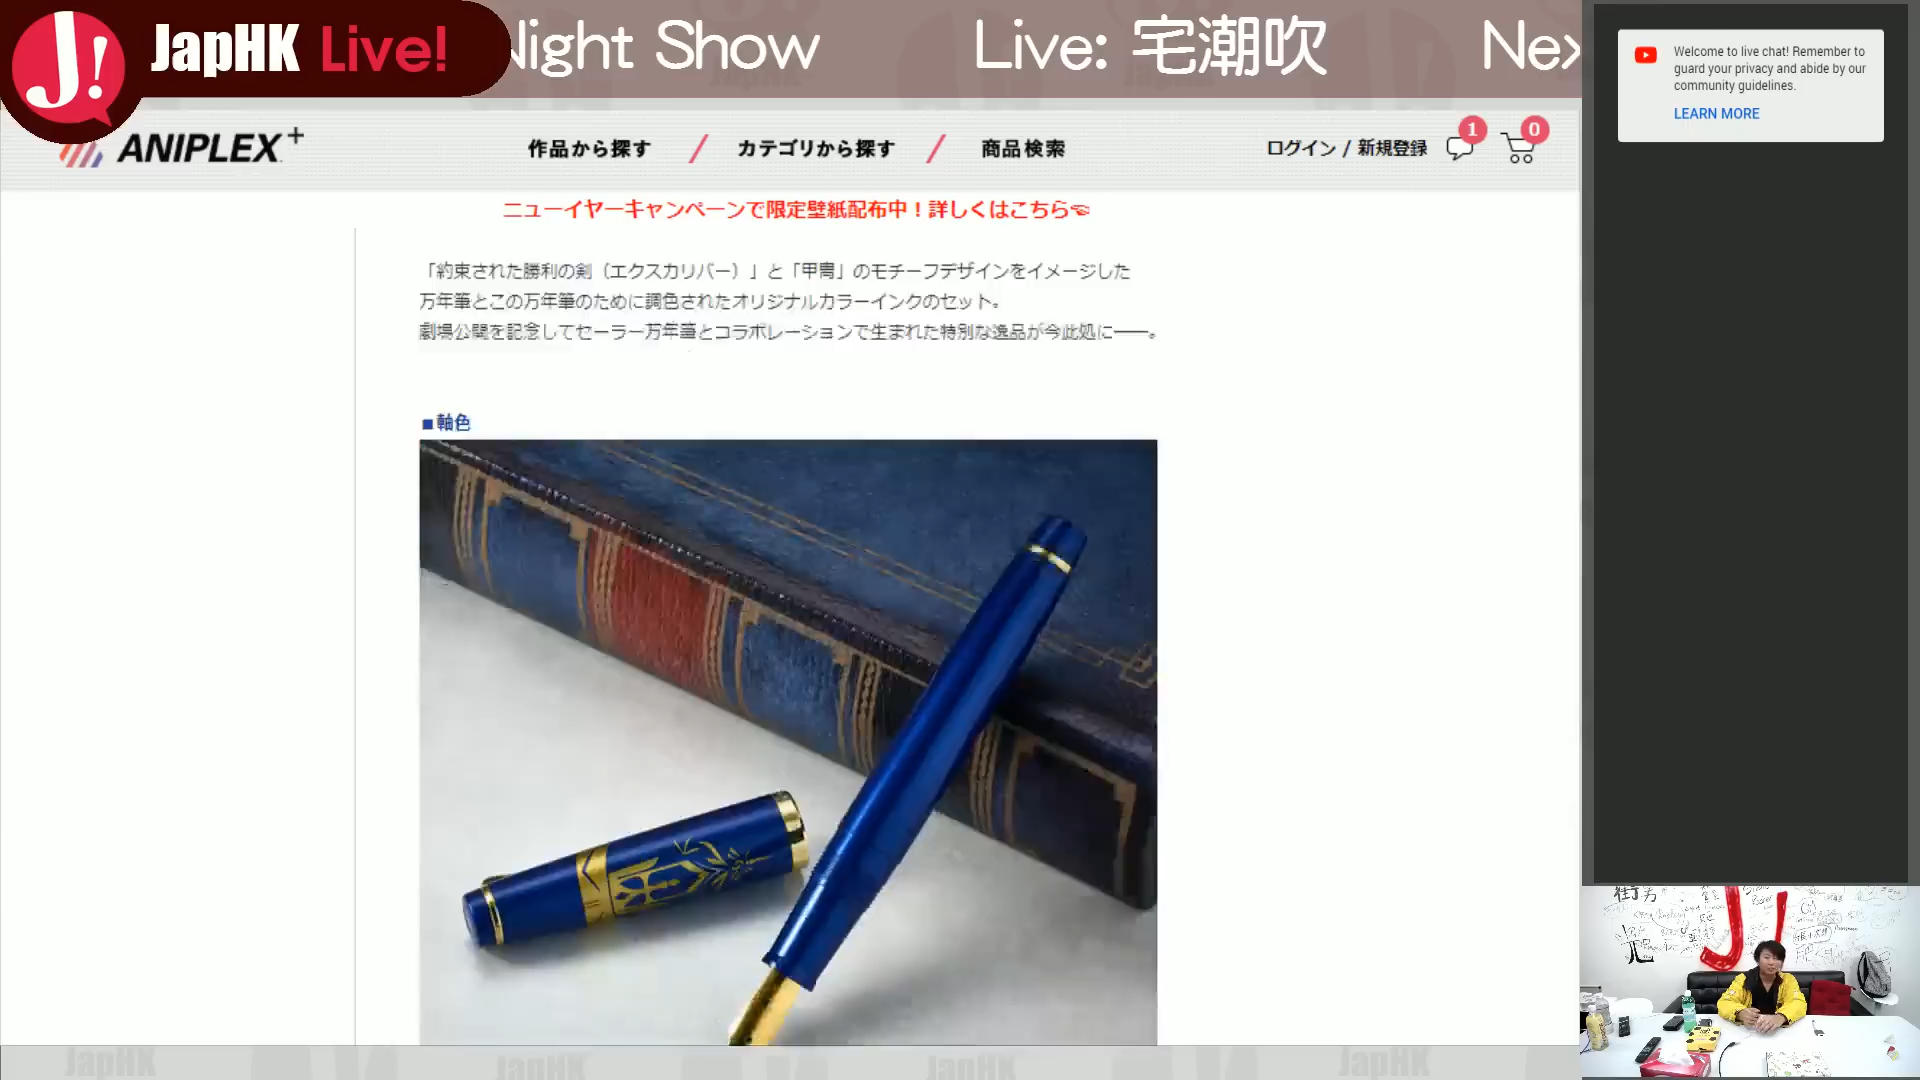 JapHK Live!
Night Show
Live: 宅潮吹
Nex
ANIPLEX+
作品から探す / カテゴリから探す / 商品検索
ログイン / 新規登録
1
0
ニューイヤーキャンペーンで限定壁紙配布中！詳しくはこちら☜
「約束された勝利の剣（エクスカリバー）」と「甲冑」のモチーフデザインをイメージした
万年筆とこの万年筆のために調色されたオリジナルカラーインクのセット。
劇場公開を記念してセーラー万年筆とコラボレーションで生まれた特別な逸品が今此処に──。
■軸色
Welcome to live chat! Remember to
guard your privacy and abide by our
community guidelines.
LEARN MORE
J!
JapHK
JapHK
JapHK
JapHK